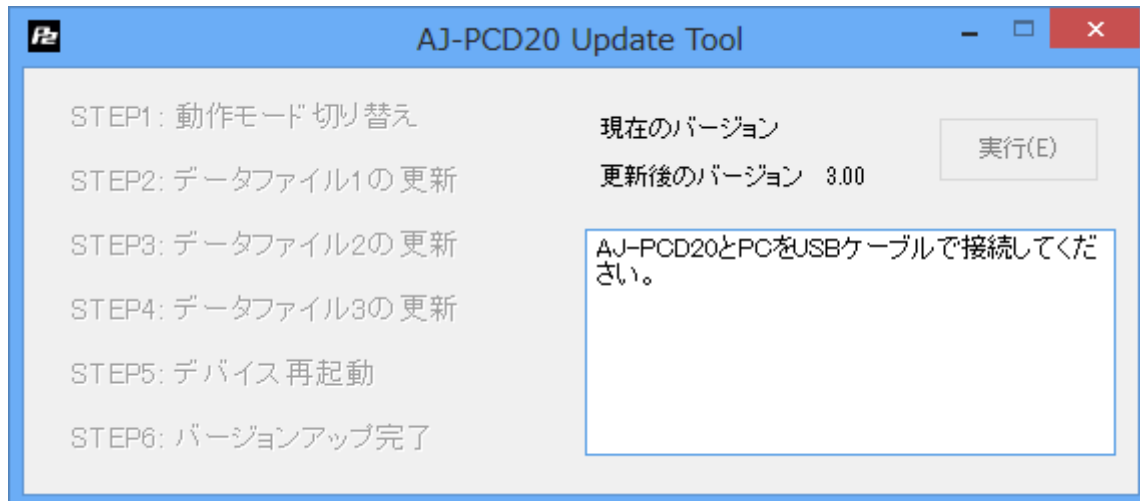 P2
AJ-PCD20 Update Tool
STEP1: 動作モード切り替え
STEP2: データファイル1の更新
STEP3: データファイル2の更新
STEP4: データファイル3の更新
STEP5: デバイス再起動
STEP6: バージョンアップ完了
現在のバージョン
更新後のバージョン 3.00
実行(E)
AJ-PCD20とPCをUSBケーブルで接続してくだ
さい。